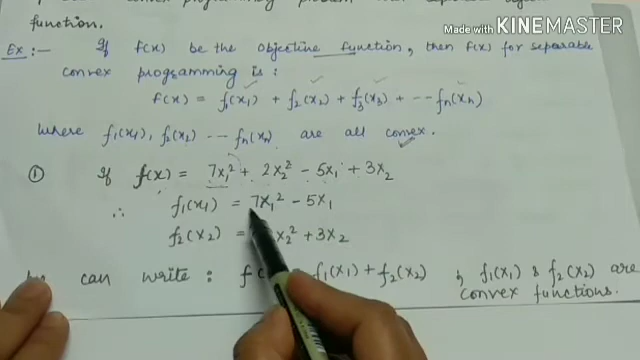 Made with KINEMASTER
function.
Ex:- If f(x) be the objective function, then f(x) for separable
convex programming is:
f(x) = f₁(x₁) + f₂(x₂) + f₃(x₃) + -- fₙ(xₙ)
where f₁(x₁), f₂(x₂) --- fₙ(xₙ) are all convex.
① If f(x) = 7x₁² + 2x₂² - 5x₁ + 3x₂
∴ f₁(x₁) = 7x₁² - 5x₁
f₂(x₂) = x₂² + 3x₂
can write: f f₁(x₁) + f₂(x₂) ; f₁(x₁) & f₂(x₂) are
convex functions.